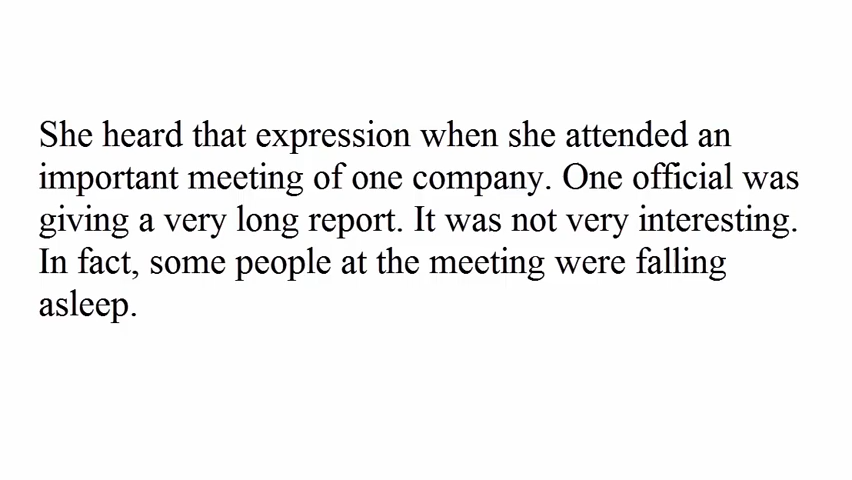 She heard that expression when she attended an
important meeting of one company. One official was
giving a very long report. It was not very interesting.
In fact, some people at the meeting were falling
asleep.